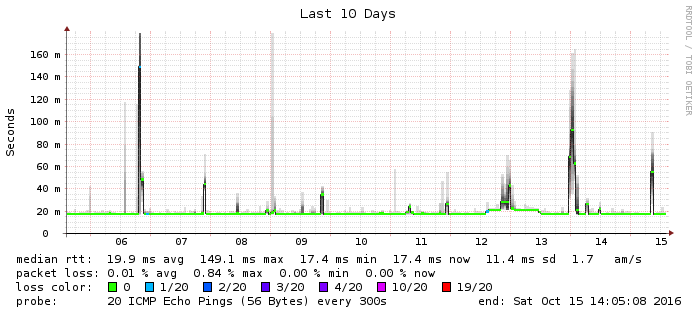 Last 10 Days
RRDTOOL / TOBI OETIKER
Seconds
160 m
140 m
120 m
100 m
80 m
60 m
40 m
20 m
0
06 07 08 09 10 11 12 13 14 15
median rtt: 19.9 ms avg 149.1 ms max 17.4 ms min 17.4 ms now 11.4 ms sd 1.7 am/s
packet loss: 0.01 % avg 0.84 % max 0.00 % min 0.00 % now
loss color: 0 1/20 2/20 3/20 4/20 10/20 19/20
probe: 20 ICMP Echo Pings (56 Bytes) every 300s end: Sat Oct 15 14:05:08 2016